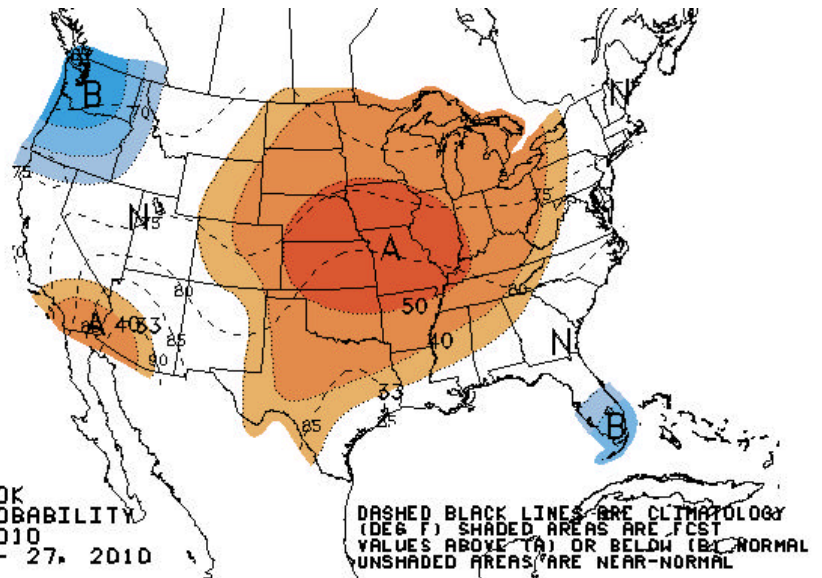 B
70
N
75
75
N
75
A
80
A 40 33
80
50
85
90
40
N
33
85
85
B
OK
OBABILITY
010
- 27, 2010
DASHED BLACK LINES ARE CLIMATOLOGY
(DEG F) SHADED AREAS ARE FCST
VALUES ABOVE (A) OR BELOW (B) NORMAL
UNSHADED AREAS ARE NEAR-NORMAL